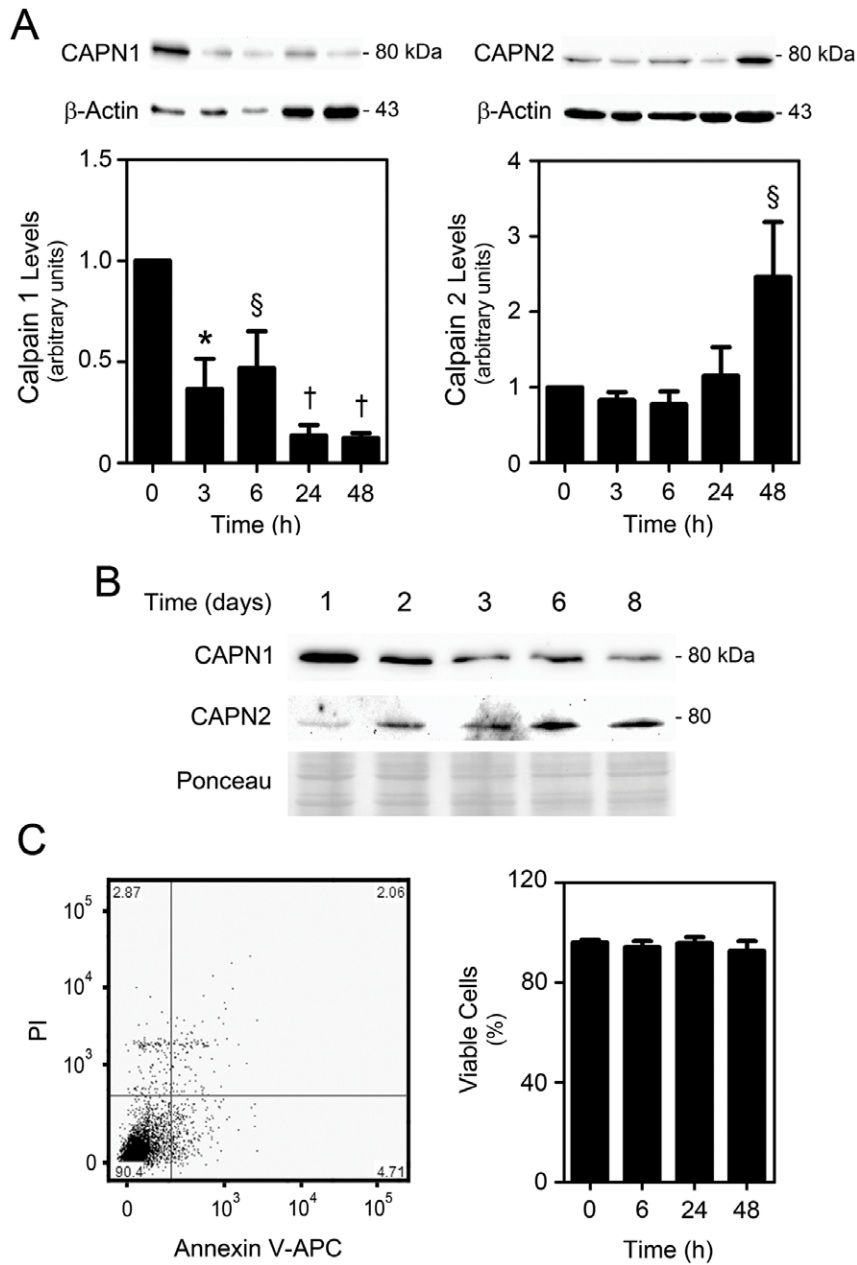 A
CAPN1 - 80 kDa
β-Actin - 43
CAPN2 - 80 kDa
β-Actin - 43
1.5
1.0
0.5
0
Calpain 1 Levels
(arbitrary units)
* § † †
0 3 6 24 48
Time (h)
4
3
2
1
0
Calpain 2 Levels
(arbitrary units)
§
0 3 6 24 48
Time (h)
B
Time (days) 1 2 3 6 8
CAPN1 - 80 kDa
CAPN2 - 80
Ponceau
C
2.87 2.06
10⁵
10⁴
10³
0
PI
90.4 4.71
0 10³ 10⁴ 10⁵
Annexin V-APC
120
80
40
0
Viable Cells
(%)
0 6 24 48
Time (h)